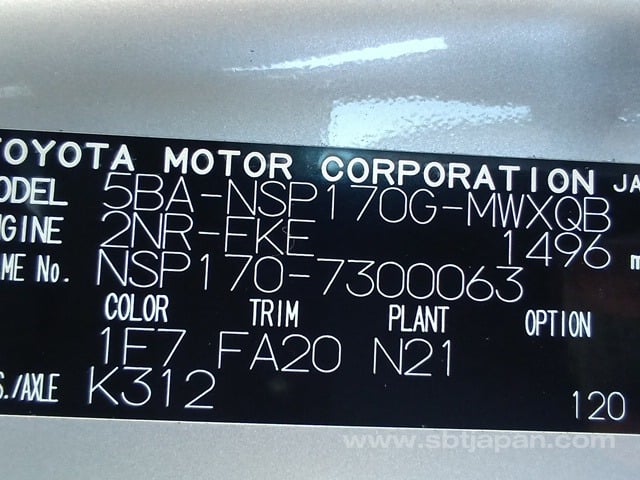 TOYOTA MOTOR CORPORATION JA
ODEL 5BA-NSP170G-MWXQB
GINE 2NR-FKE 1496 m
ME No. NSP170-7300063
COLOR TRIM PLANT OPTION
1F7 FA20 N21
S./AXLE K312
120
www.sbtjapan.com